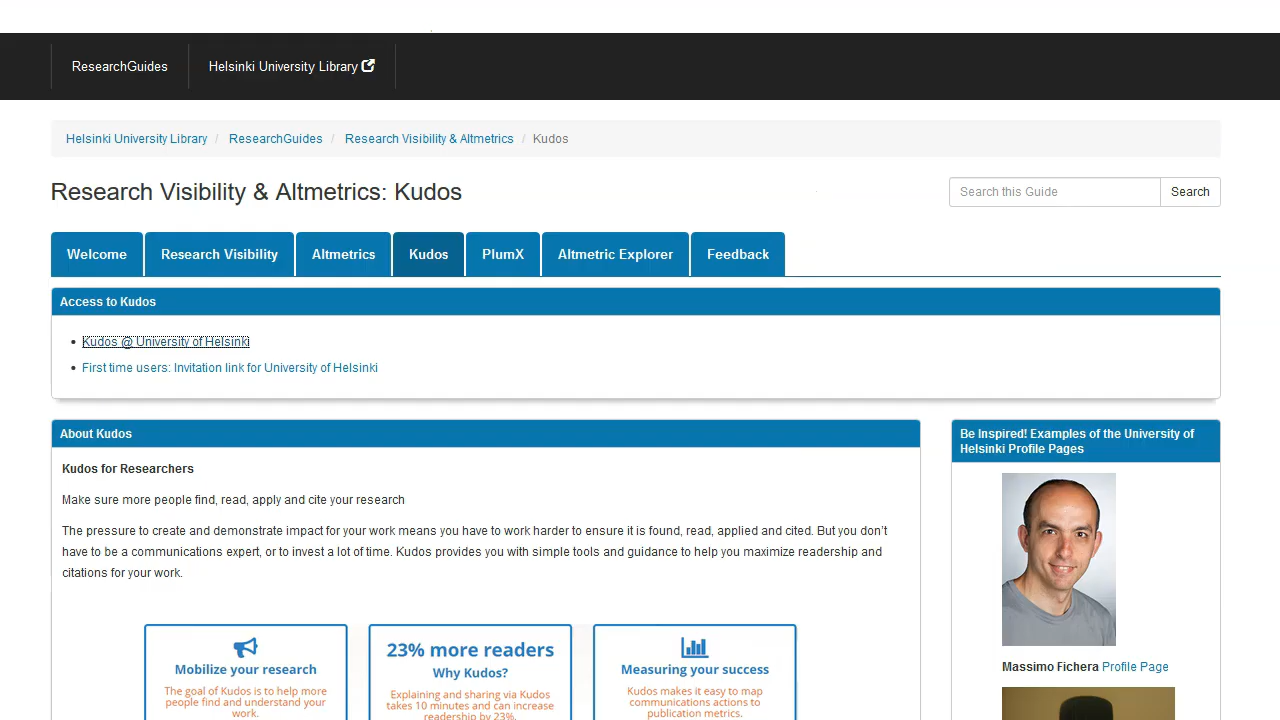 ResearchGuides
Helsinki University Library
Helsinki University Library / ResearchGuides / Research Visibility & Altmetrics / Kudos
Research Visibility & Altmetrics: Kudos
Search this Guide
Search
Welcome
Research Visibility
Altmetrics
Kudos
PlumX
Altmetric Explorer
Feedback
Access to Kudos
• Kudos @ University of Helsinki
• First time users: Invitation link for University of Helsinki
About Kudos
Kudos for Researchers
Make sure more people find, read, apply and cite your research
The pressure to create and demonstrate impact for your work means you have to work harder to ensure it is found, read, applied and cited. But you don’t
have to be a communications expert, or to invest a lot of time. Kudos provides you with simple tools and guidance to help you maximize readership and
citations for your work.
Mobilize your research
The goal of Kudos is to help more
people find and understand your
work.
23% more readers
Why Kudos?
Explaining and sharing via Kudos
takes 10 minutes and can increase
readership by 23%.
Measuring your success
Kudos makes it easy to map
communications actions to
publication metrics.
Be Inspired! Examples of the University of
Helsinki Profile Pages
Massimo Fichera Profile Page